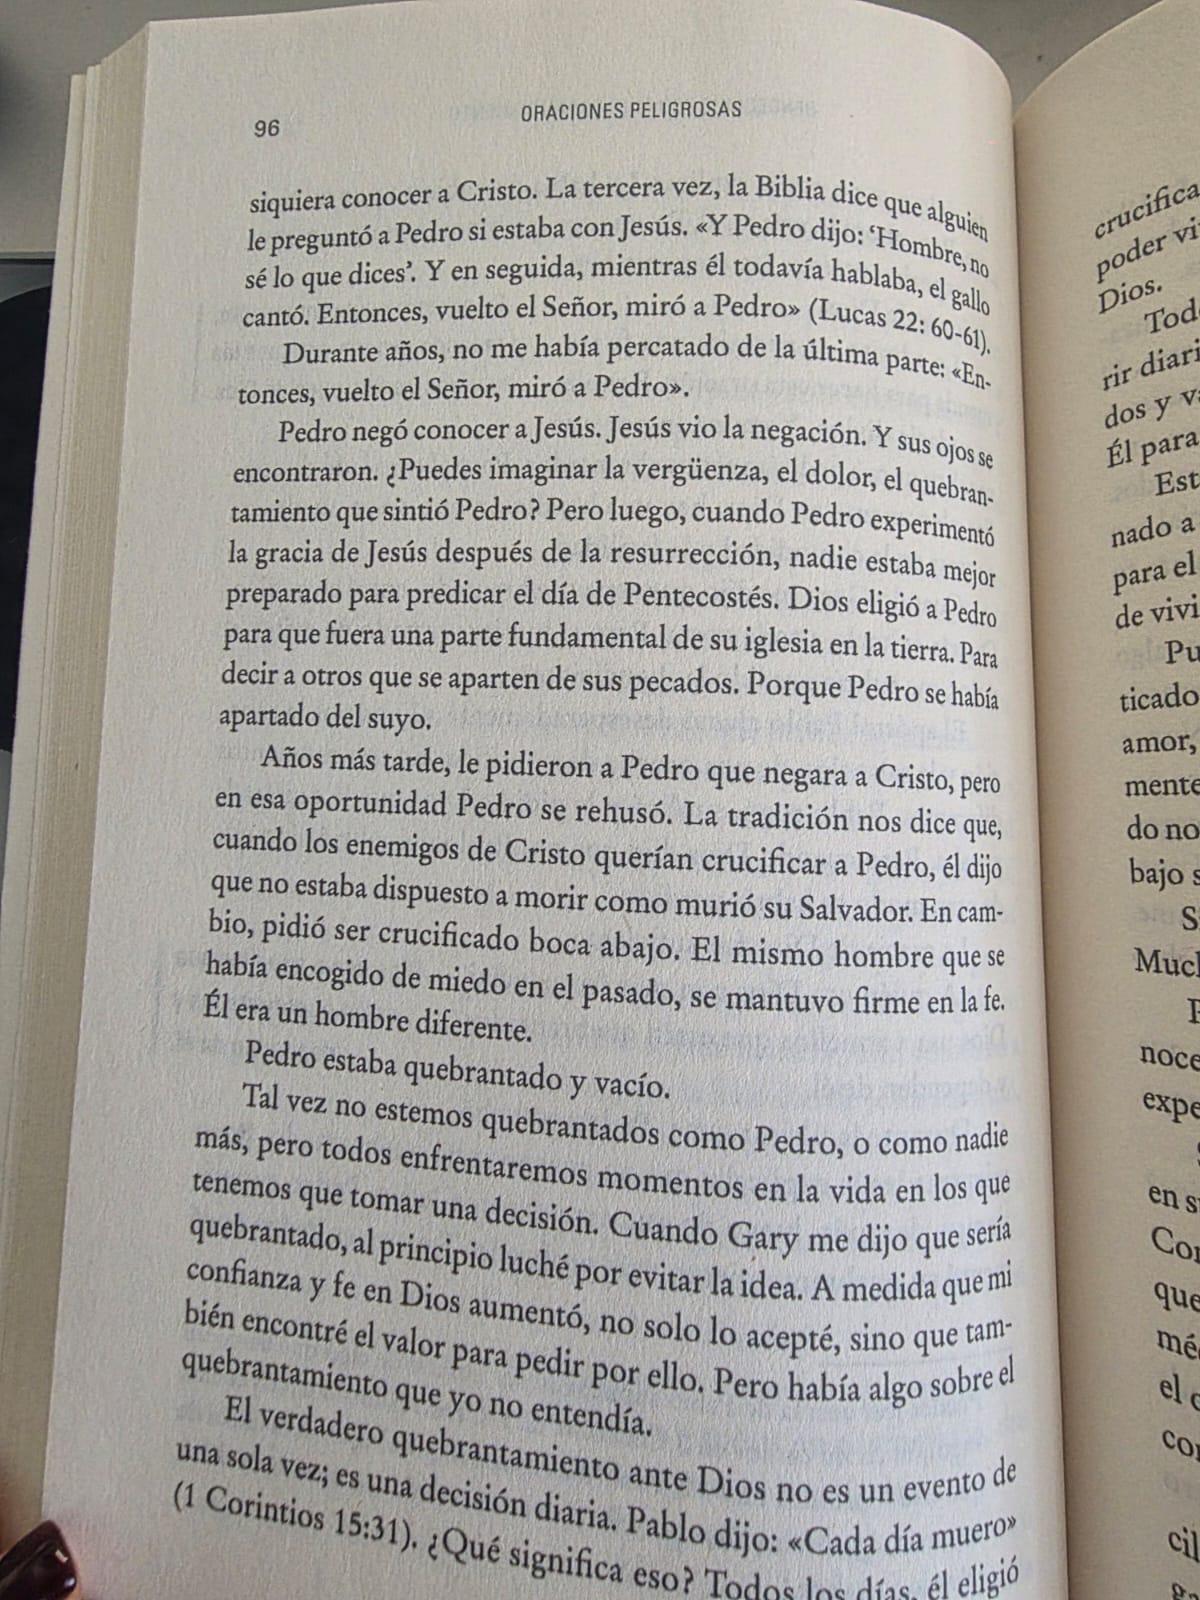 96
ORACIONES PELIGROSAS
siquiera conocer a Cristo. La tercera vez, la Biblia dice que alguien
le preguntó a Pedro si estaba con Jesús. «Y Pedro dijo: ‘Hombre, no
sé lo que dices’. Y en seguida, mientras él todavía hablaba, el gallo
cantó. Entonces, vuelto el Señor, miró a Pedro» (Lucas 22: 60-61).
Durante años, no me había percatado de la última parte: «En-
tonces, vuelto el Señor, miró a Pedro».
Pedro negó conocer a Jesús. Jesús vio la negación. Y sus ojos se
encontraron. ¿Puedes imaginar la vergüenza, el dolor, el quebran-
tamiento que sintió Pedro? Pero luego, cuando Pedro experimentó
la gracia de Jesús después de la resurrección, nadie estaba mejor
preparado para predicar el día de Pentecostés. Dios eligió a Pedro
para que fuera una parte fundamental de su iglesia en la tierra. Para
decir a otros que se aparten de sus pecados. Porque Pedro se había
apartado del suyo.
Años más tarde, le pidieron a Pedro que negara a Cristo, pero
en esa oportunidad Pedro se rehusó. La tradición nos dice que,
cuando los enemigos de Cristo querían crucificar a Pedro, él dijo
que no estaba dispuesto a morir como murió su Salvador. En cam-
bio, pidió ser crucificado boca abajo. El mismo hombre que se
había encogido de miedo en el pasado, se mantuvo firme en la fe.
Él era un hombre diferente.
Pedro estaba quebrantado y vacío.
Tal vez no estemos quebrantados como Pedro, o como nadie
más, pero todos enfrentaremos momentos en la vida en los que
tenemos que tomar una decisión. Cuando Gary me dijo que sería
quebrantado, al principio luché por evitar la idea. A medida que mi
confianza y fe en Dios aumentó, no solo lo acepté, sino que tam-
bién encontré el valor para pedir por ello. Pero había algo sobre el
quebrantamiento que yo no entendía.
El verdadero quebrantamiento ante Dios no es un evento de
una sola vez; es una decisión diaria. Pablo dijo: «Cada día muero»
(1 Corintios 15:31). ¿Qué significa eso? Todos los días, él eligió
crucifica
poder vi
Dios.
Todo
rir diari
dos y va
Él para
Est
nado a
para el
de vivi
Pu
ticado
amor,
mente
do no
bajo s
S
Mucl
noce
expe
en s
Con
que
mé
el
con
cil